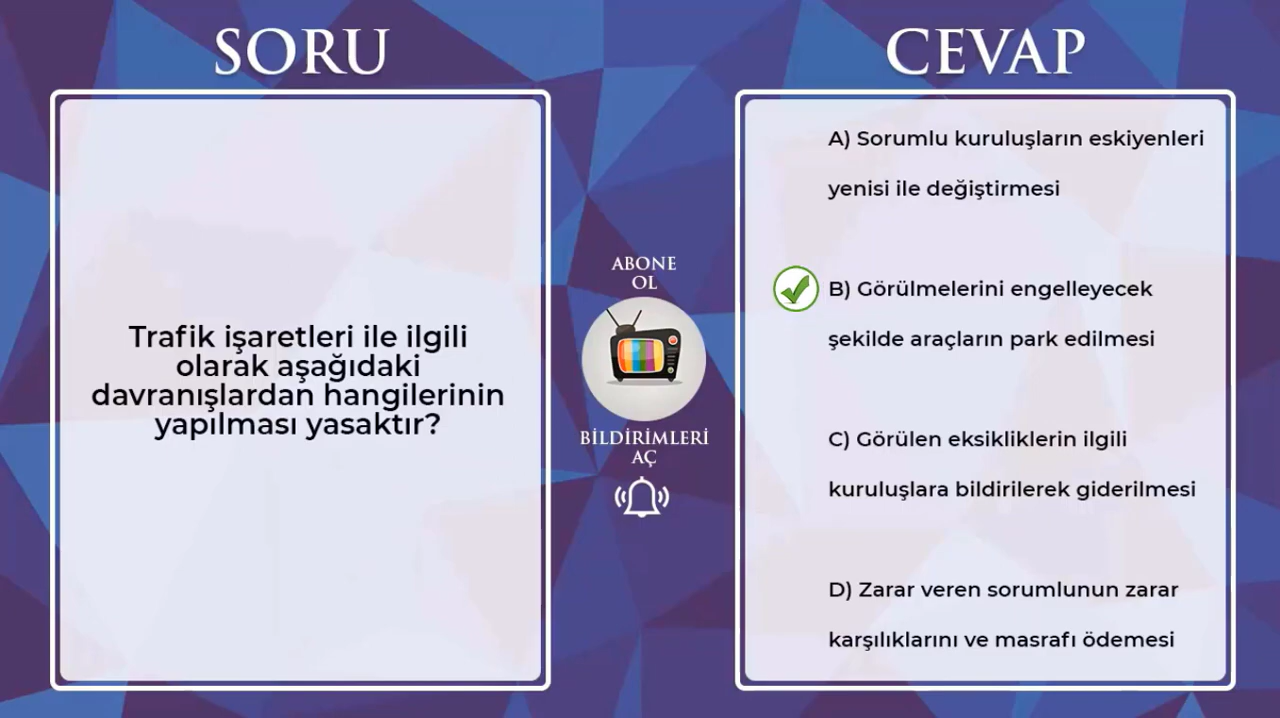 SORU
Trafik işaretleri ile ilgili
olarak aşağıdaki
davranışlardan hangilerinin
yapılması yasaktır?
ABONE
OL
BİLDİRİMLERİ
AÇ
CEVAP
A) Sorumlu kuruluşların eskiyenleri
yenisi ile değiştirmesi
B) Görülmelerini engelleyecek
şekilde araçların park edilmesi
C) Görülen eksikliklerin ilgili
kuruluşlara bildirilerek giderilmesi
D) Zarar veren sorumlunun zarar
karşılıklarını ve masrafı ödemesi